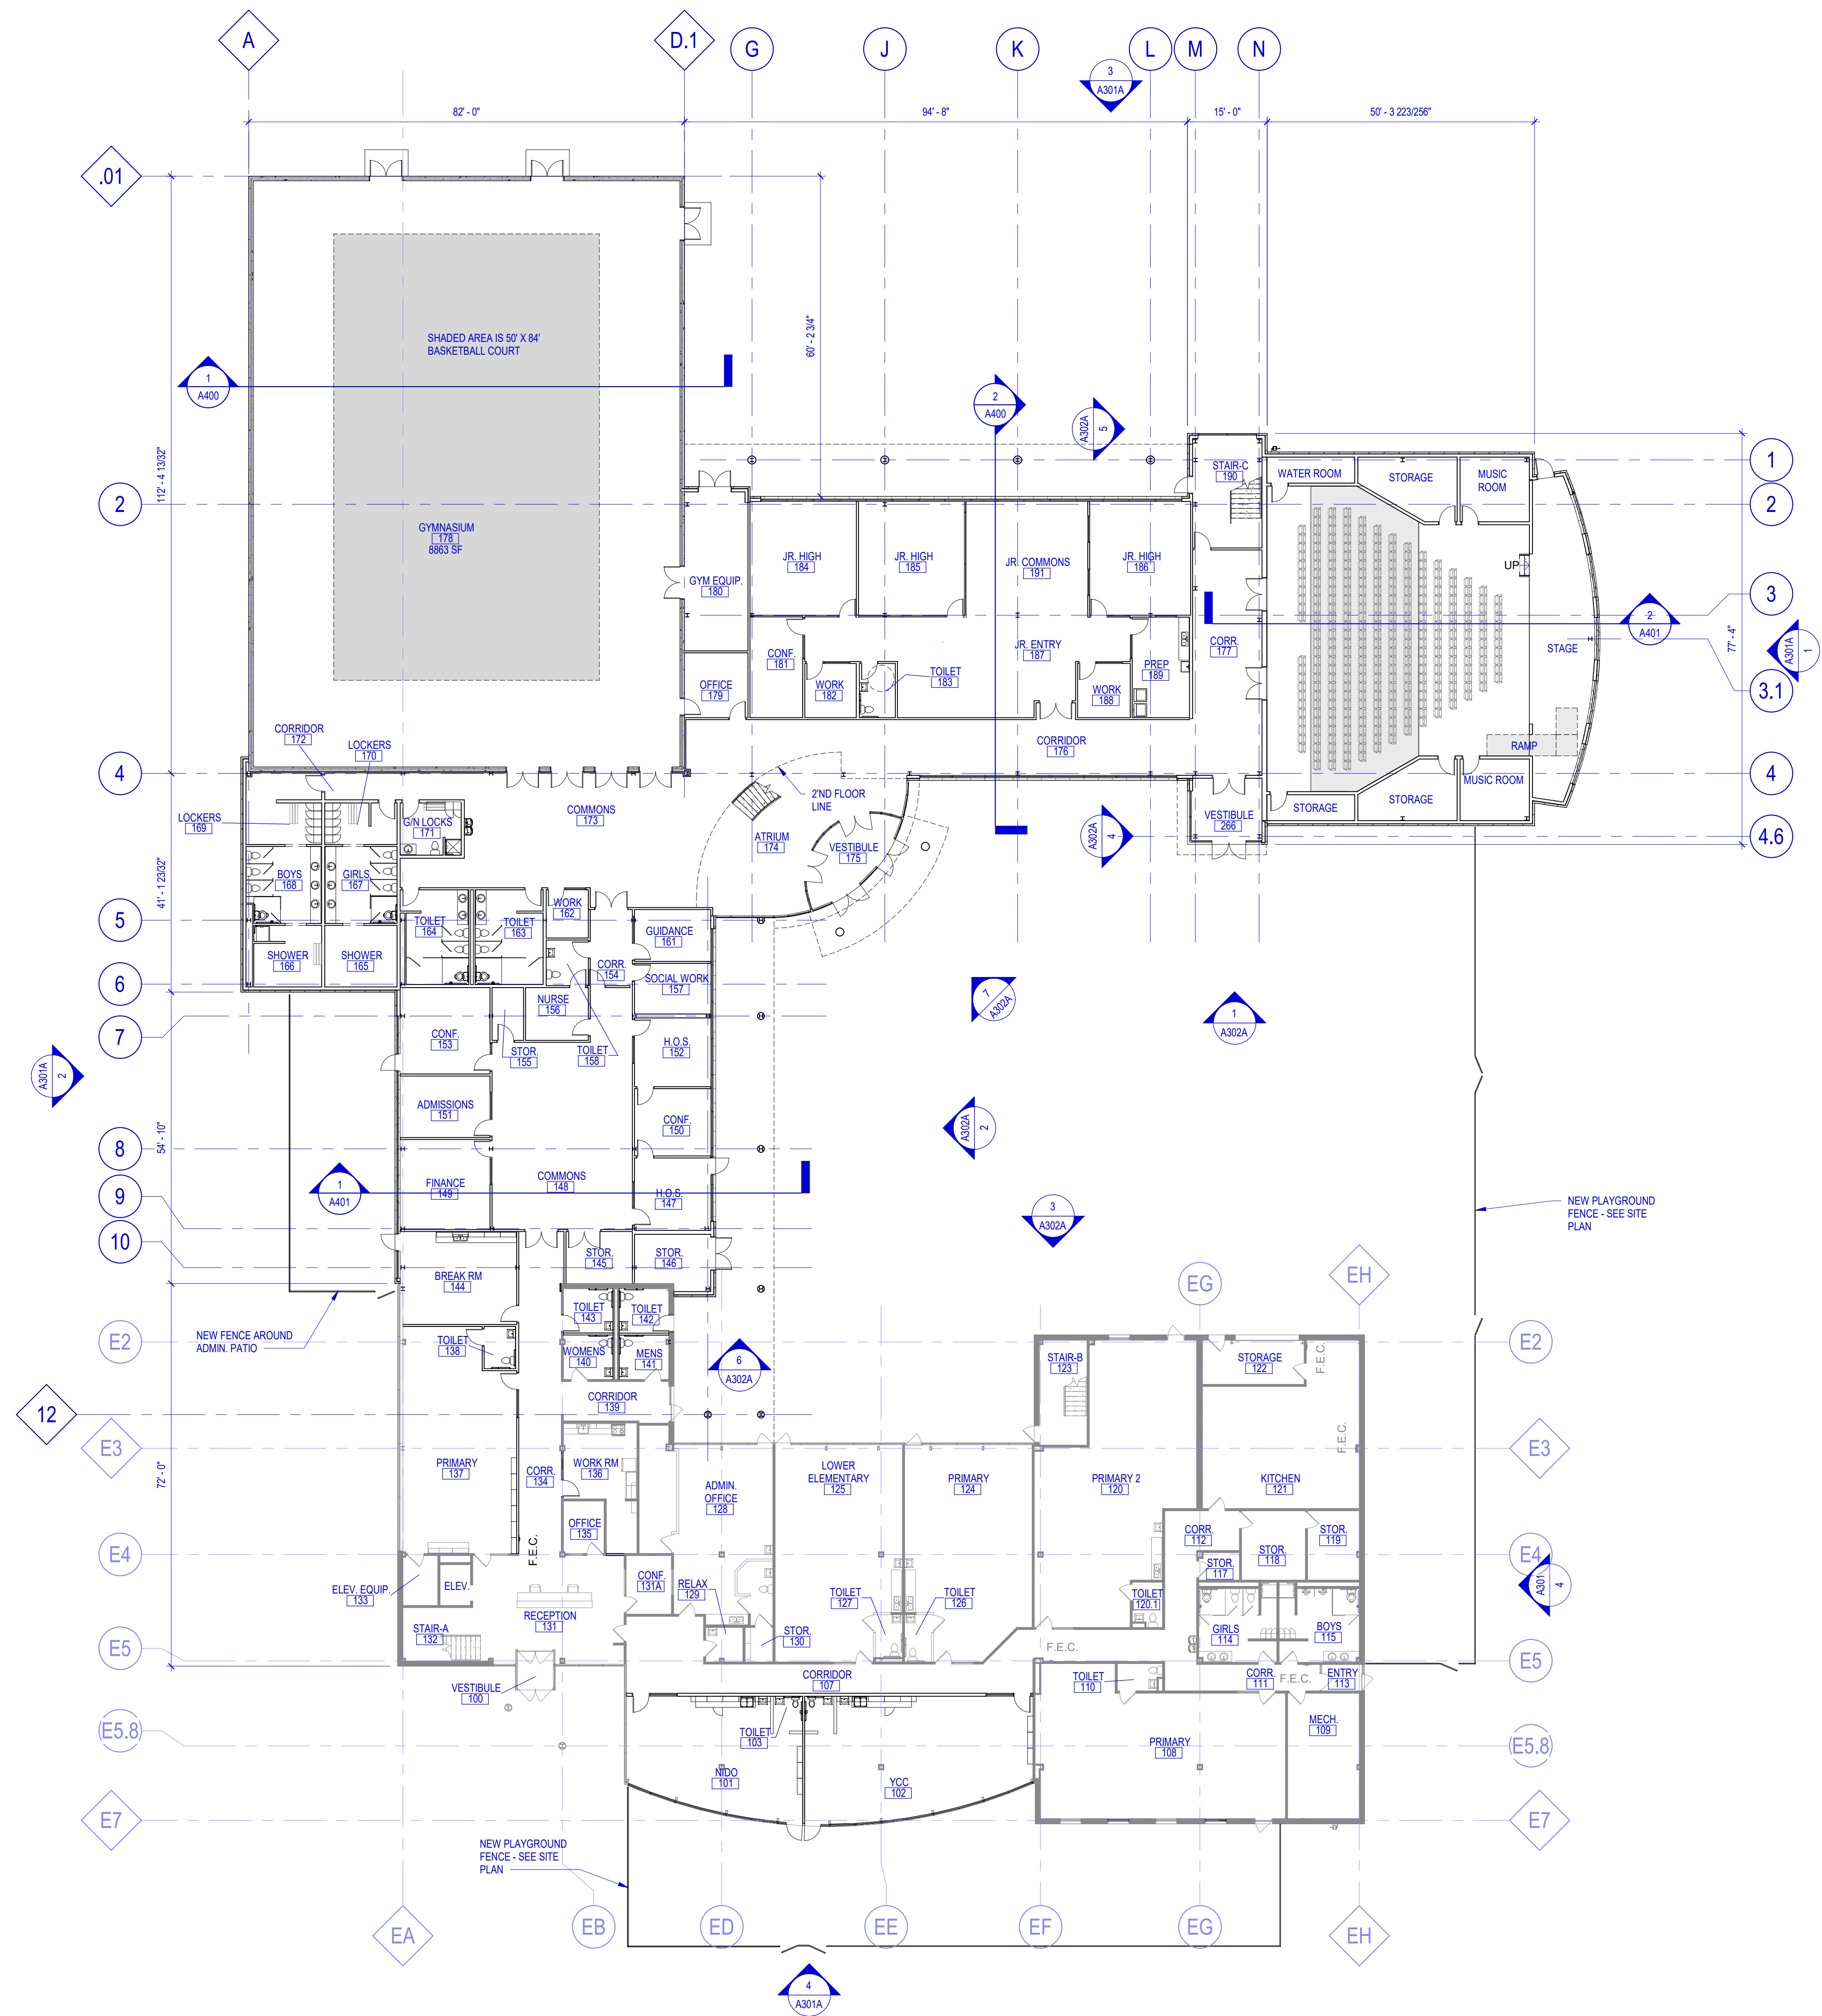 A
D.1
G
J
K
L
M
N
3
A301A
82' - 0"
94' - 8"
15' - 0"
50' - 3 223/256"
.01
SHADED AREA IS 50' X 84'
BASKETBALL COURT
60' - 2 3/4"
1
A400
2
A400
A302A
5
112' - 4 13/32"
1
2
2
STAIR-C
190
WATER ROOM
STORAGE
MUSIC
ROOM
GYMNASIUM
178
8863 SF
GYM EQUIP.
180
JR. HIGH
184
JR. HIGH
185
JR. COMMONS
191
JR. HIGH
186
UP
3
2
A401
77' - 4"
A301A
1
CONF.
181
WORK
182
TOILET
183
JR. ENTRY
187
WORK
188
PREP
189
CORR.
177
STAGE
3.1
OFFICE
179
CORRIDOR
172
LOCKERS
170
CORRIDOR
176
RAMP
4
4
2'ND FLOOR
LINE
MUSIC ROOM
STORAGE
STORAGE
LOCKERS
169
G/N LOCKS
171
COMMONS
173
ATRIUM
174
VESTIBULE
175
A302A
4
VESTIBULE
266
4.6
41' - 1 23/32"
BOYS
168
GIRLS
167
5
TOILET
164
TOILET
163
WORK
162
GUIDANCE
161
SHOWER
166
SHOWER
165
CORR.
154
SOCIAL WORK
157
6
NURSE
156
7
A302A
1
A302A
7
CONF.
153
STOR.
155
TOILET
158
H.O.S.
152
A301A
2
ADMISSIONS
151
CONF.
150
A302A
2
8
54' - 10"
FINANCE
149
COMMONS
148
H.O.S.
147
1
A401
9
3
A302A
NEW PLAYGROUND
FENCE - SEE SITE
PLAN
10
STOR.
145
STOR.
146
BREAK RM
144
EG
EH
NEW FENCE AROUND
ADMIN. PATIO
TOILET
143
TOILET
142
E2
TOILET
138
WOMENS
140
MENS
141
6
A302A
STAIR-B
123
STORAGE
122
F.E.C.
E2
CORRIDOR
139
12
E3
F.E.C.
E3
72' - 0"
PRIMARY
137
CORR.
134
WORK RM
136
ADMIN.
OFFICE
128
LOWER
ELEMENTARY
125
PRIMARY
124
PRIMARY 2
120
KITCHEN
121
OFFICE
135
CORR.
112
STOR.
118
STOR.
119
E4
F.E.C.
STOR.
117
E4
A301
4
ELEV. EQUIP.
133
ELEV.
CONF.
131A
RELAX
129
TOILET
127
TOILET
126
TOILET
120.1
RECEPTION
131
STAIR-A
132
STOR.
130
GIRLS
114
BOYS
115
E5
F.E.C.
E5
CORRIDOR
107
TOILET
110
CORR.
111
F.E.C.
ENTRY
113
VESTIBULE
100
(E5.8)
TOILET
103
PRIMARY
108
MECH.
109
(E5.8)
NIDO
101
YCC
102
E7
E7
NEW PLAYGROUND
FENCE - SEE SITE
PLAN
EA
EB
ED
EE
EF
EG
EH
4
A301A